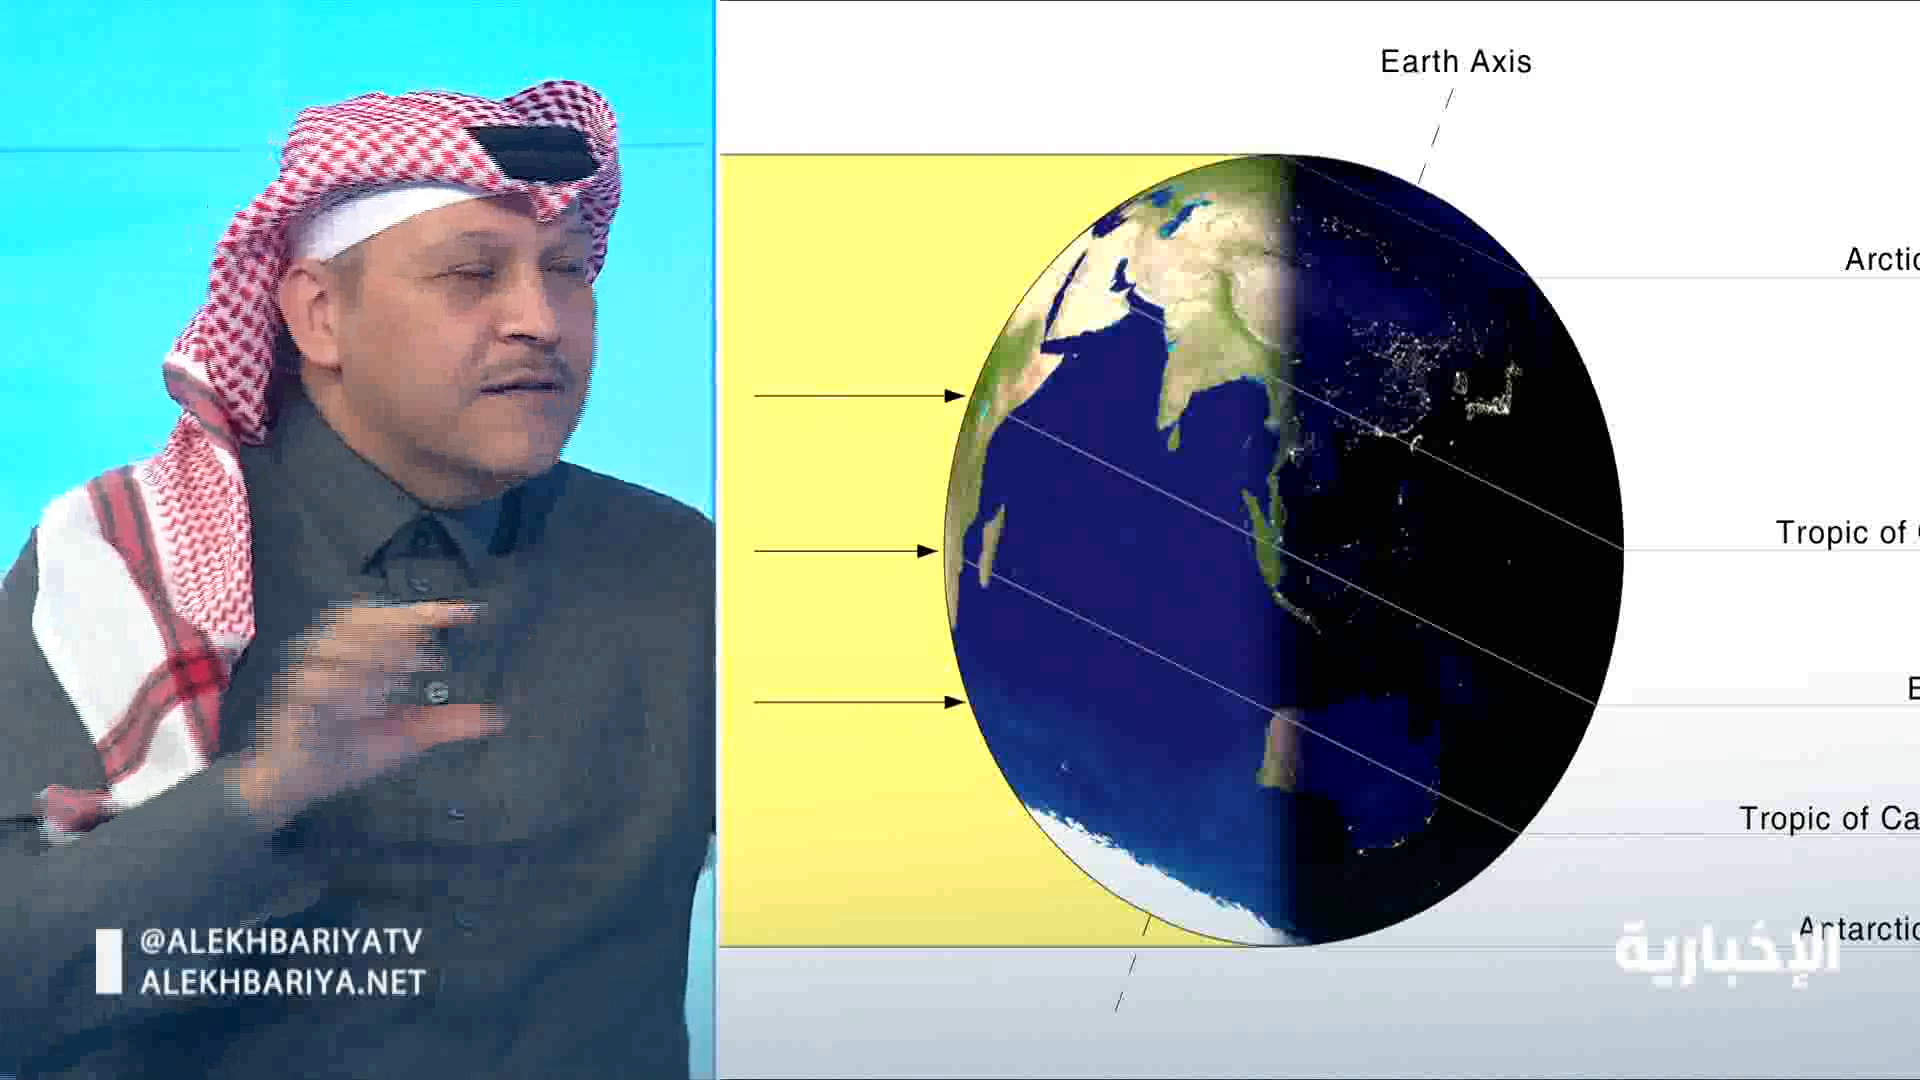 Earth Axis
Arctic
Tropic of
E
Tropic of Ca
Antarctic
@ALEKHBARIYATV
ALEKHBARIYA.NET
الإخبارية